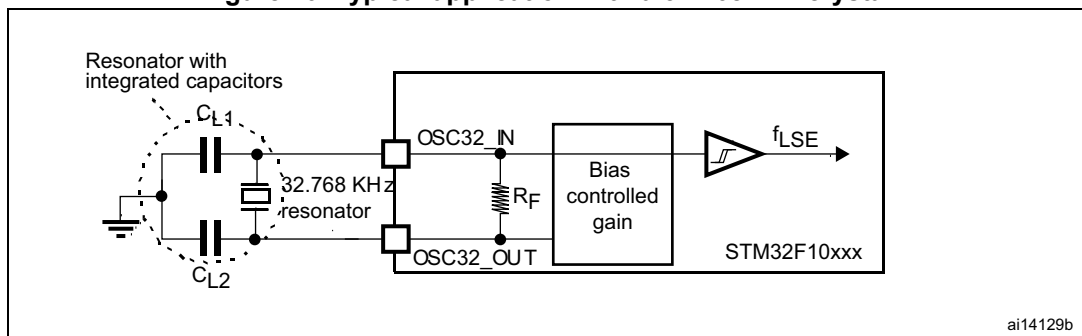 Resonator with
integrated capacitors
CL1
OSC32_IN
fLSE
32.768 KHz
resonator
RF
Bias
controlled
gain
OSC32_OUT
STM32F10xxx
CL2
ai14129b